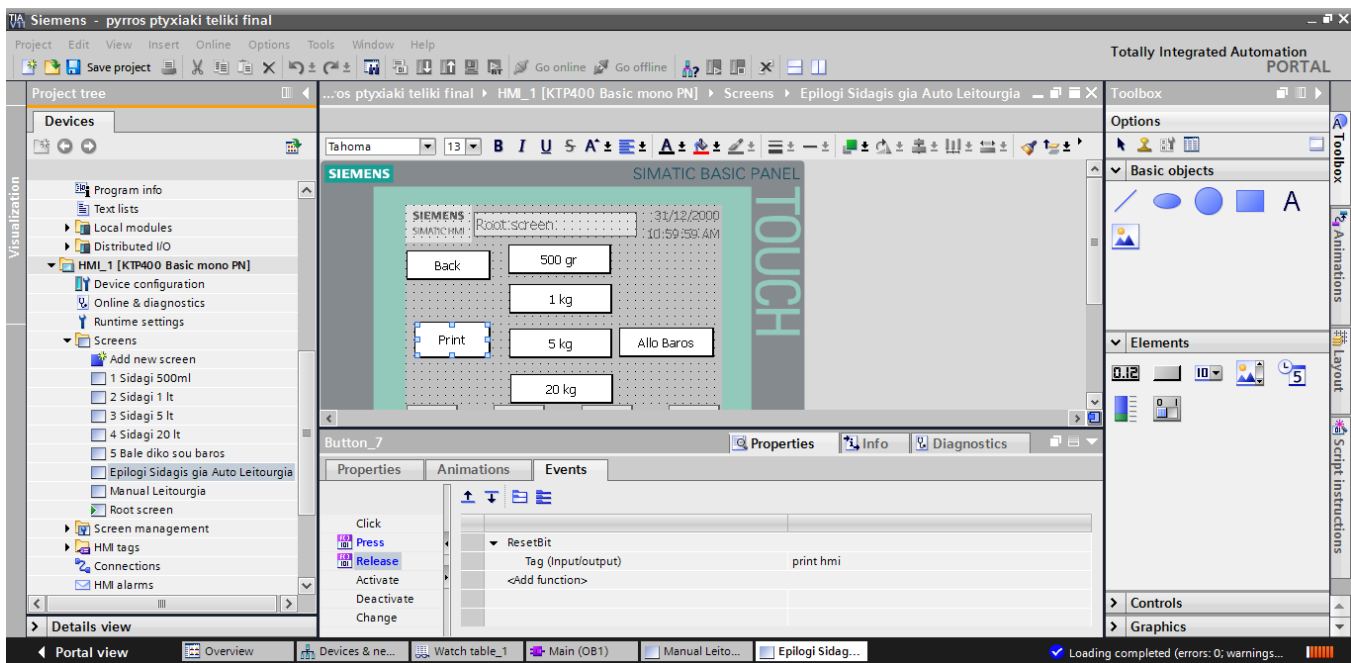 Siemens - pyrros ptyxiaki teliki final
Project Edit View Insert Online Options Tools Window Help
Totally Integrated Automation
PORTAL
Save project Go online Go offline
Project tree
...ros ptyxiaki teliki final HMI_1 [KTP400 Basic mono PN] Screens Epilogi Sidagis gia Auto Leitourgia
Toolbox
Devices
Options
Tahoma 13 B I U S A A
Visualization
Program info
Text lists
Local modules
Distributed I/O
HMI_1 [KTP400 Basic mono PN]
Device configuration
Online & diagnostics
Runtime settings
Screens
Add new screen
1 Sidagi 500ml
2 Sidagi 1 lt
3 Sidagi 5 lt
4 Sidagi 20 lt
5 Bale diko sou baros
Epilogi Sidagis gia Auto Leitourgia
Manual Leitourgia
Root screen
Screen management
HMI tags
Connections
HMI alarms
Details view
SIEMENS
SIMATIC BASIC PANEL
TOUCH
SIEMENS
SIMATIC HMI
Root screen
31/12/2000
10:59:59 AM
Back
500 gr
1 kg
Print
5 kg
Allo Baros
20 kg
Button_7
Properties Info Diagnostics
Properties Animations Events
Click
Press
Release
Activate
Deactivate
Change
ResetBit
Tag (Input/output) print hmi
<Add function>
Basic objects
A
Elements
0.12
10
5
0 1
Controls
Graphics
Toolbox
Animations
Layout
Script instructions
Portal view
Overview
Devices & ne...
Watch table_1
Main (OB1)
Manual Leito...
Epilogi Sidag...
Loading completed (errors: 0; warnings...